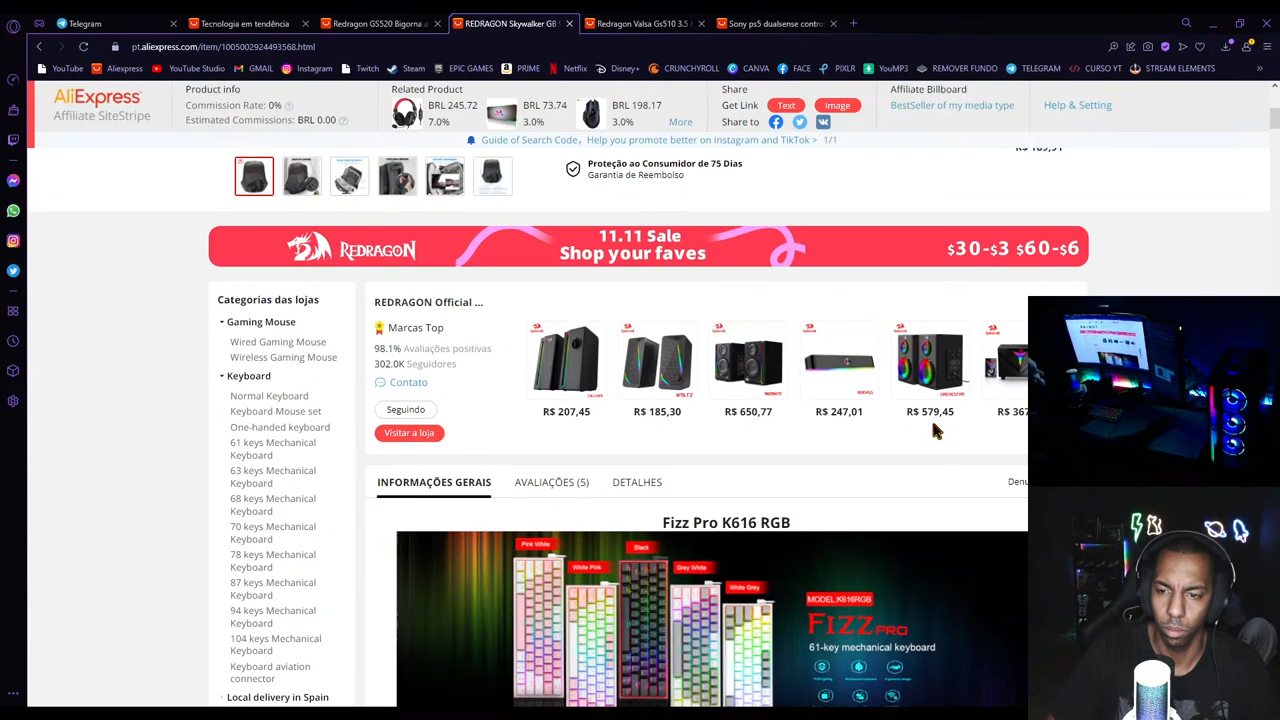 Telegram
Tecnologia em tendência
Redragon GS520 Bigorna a
REDRAGON Skywalker GB
Redragon Valsa Gs510 3.5
Sony ps5 dualsense contro
pt.aliexpress.com/item/1005002924493568.html
YouTube
Aliexpress
YouTube Studio
GMAIL
Instagram
Twitch
Steam
EPIC GAMES
PRIME
Netflix
Disney+
CRUNCHYROLL
CANVA
FACE
PIXLR
YouMP3
REMOVER FUNDO
TELEGRAM
CURSO YT
STREAM ELEMENTS
AliExpress
Affiliate SiteStripe
Product info
Commission Rate: 0%
Estimated Commissions: BRL 0.00
Related Product
BRL 245.72
7.0%
BRL 73.74
3.0%
BRL 198.17
3.0%
More
Share
Get Link
Text
Image
Share to
Affiliate Billboard
BestSeller of my media type
Help & Setting
Guide of Search Code，Help you promote better on Instagram and TikTok >
1/1
Proteção ao Consumidor de 75 Dias
Garantia de Reembolso
REDRAGON
11.11 Sale
Shop your faves
$30-$3 $60-$6
Categorias das lojas
Gaming Mouse
Wired Gaming Mouse
Wireless Gaming Mouse
Keyboard
Normal Keyboard
Keyboard Mouse set
One-handed keyboard
61 keys Mechanical
Keyboard
63 keys Mechanical
Keyboard
68 keys Mechanical
Keyboard
70 keys Mechanical
Keyboard
78 keys Mechanical
Keyboard
87 keys Mechanical
Keyboard
94 keys Mechanical
Keyboard
104 keys Mechanical
Keyboard
Keyboard aviation
connector
Local delivery in Spain
REDRAGON Official ...
Marcas Top
98.1% Avaliações positivas
302.0K Seguidores
Contato
Seguindo
Visitar a loja
R$ 207,45
R$ 185,30
R$ 650,77
R$ 247,01
R$ 579,45
R$ 367
INFORMAÇÕES GERAIS
AVALIAÇÕES (5)
DETALHES
Denu
Fizz Pro K616 RGB
Pink White
White Pink
Black
Grey White
White Grey
MODEL:K616RGB
FIZZ PRO
61-key mechanical keyboard